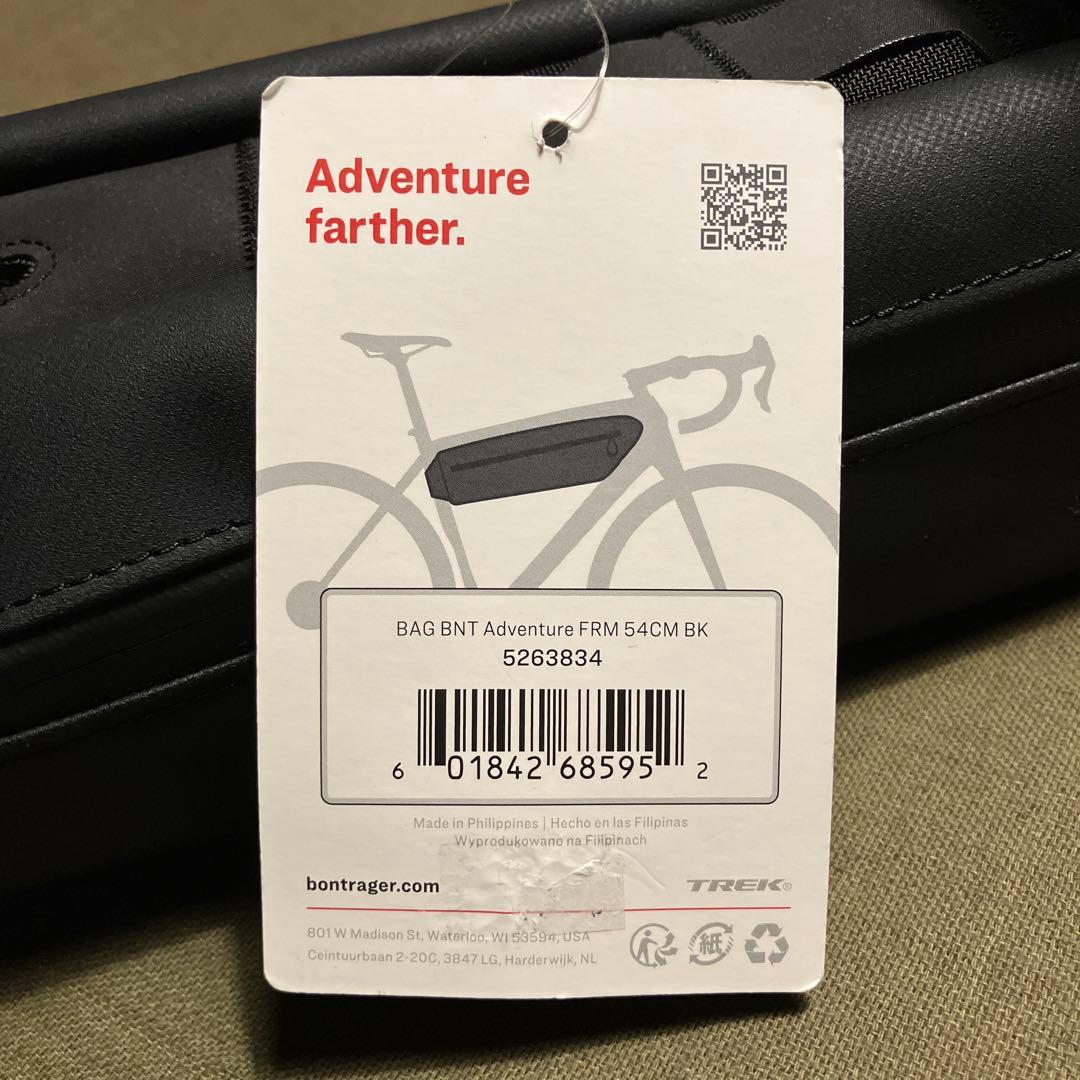 Adventure
farther.
BAG BNT Adventure FRM 54CM BK
5263834
6 01842 68595 2
Made in Philippines | Hecho en las Filipinas
Wyprodukowano na Filipinach
bontrager.com
TREK®
801 W Madison St, Waterloo, WI 53594, USA
Ceintuurbaan 2-20C, 3847 LG, Harderwijk, NL
紙